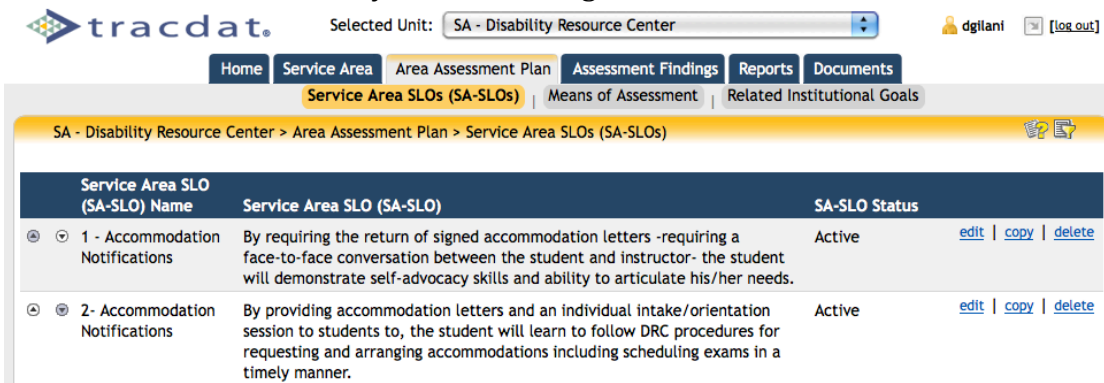 tracdat.
Selected Unit: SA - Disability Resource Center
dgilani [log out]
Home Service Area Area Assessment Plan Assessment Findings Reports Documents
Service Area SLOs (SA-SLOs) | Means of Assessment | Related Institutional Goals
SA - Disability Resource Center > Area Assessment Plan > Service Area SLOs (SA-SLOs)
Service Area SLO
(SA-SLO) Name Service Area SLO (SA-SLO) SA-SLO Status
1 - Accommodation By requiring the return of signed accommodation letters -requiring a Active edit | copy | delete
Notifications face-to-face conversation between the student and instructor- the student
will demonstrate self-advocacy skills and ability to articulate his/her needs.
2- Accommodation By providing accommodation letters and an individual intake/orientation Active edit | copy | delete
Notifications session to students to, the student will learn to follow DRC procedures for
requesting and arranging accommodations including scheduling exams in a
timely manner.